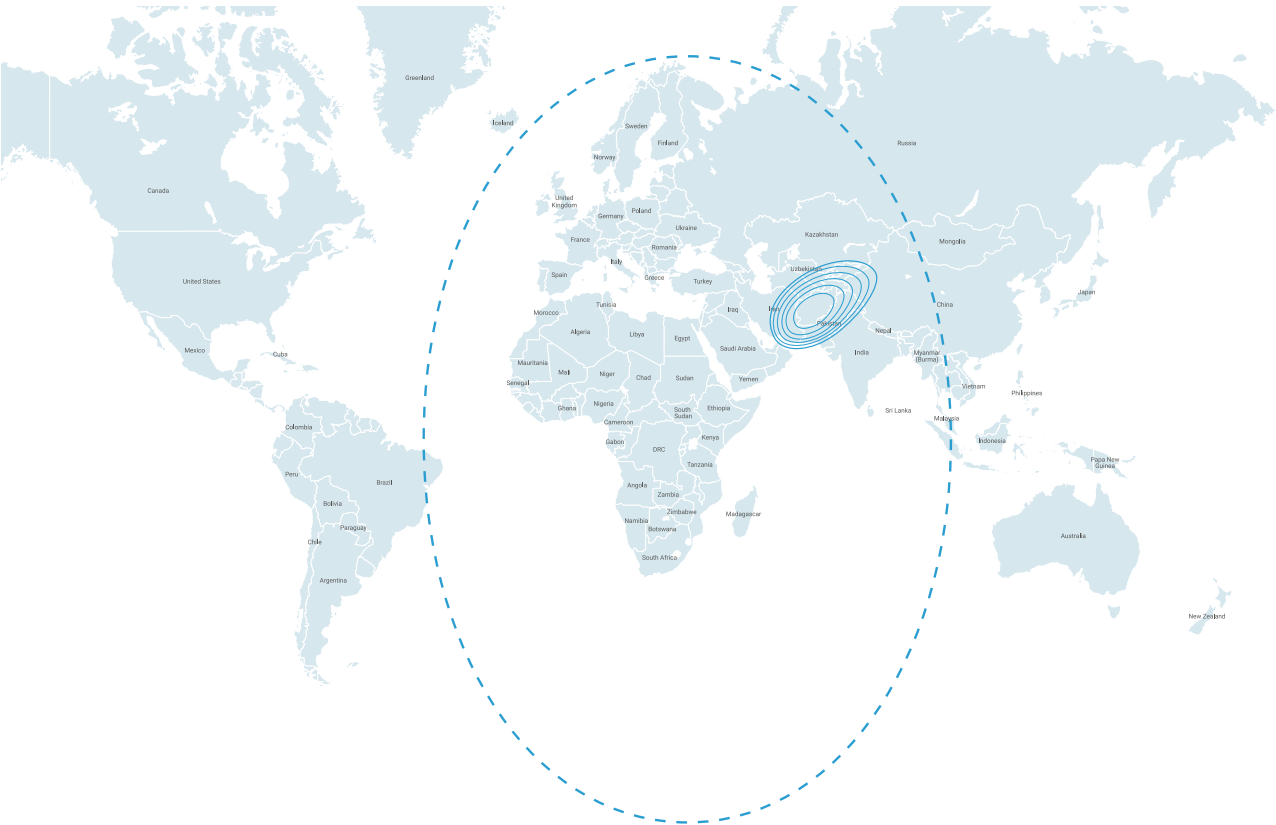 Greenland
Iceland
Sweden
Finland
Norway
Russia
Canada
United
Kingdom
Germany
Poland
Ukraine
France
Romania
Kazakhstan
Mongolia
Italy
Spain
Greece
Turkey
Uzbekistan
United States
Japan
China
Tunisia
Morocco
Iraq
Iran
Pakistan
Algeria
Libya
Egypt
Nepal
Mexico
Cuba
Saudi Arabia
India
Myanmar
(Burma)
Mauritania
Mali
Niger
Chad
Sudan
Yemen
Senegal
Vietnam
Philippines
Ghana
Nigeria
South
Sudan
Ethiopia
Sri Lanka
Malaysia
Cameroon
Colombia
Gabon
Kenya
Indonesia
DRC
Tanzania
Papua New
Guinea
Peru
Brazil
Angola
Zambia
Bolivia
Zimbabwe
Madagascar
Namibia
Botswana
Paraguay
Chile
Australia
South Africa
Argentina
New Zealand